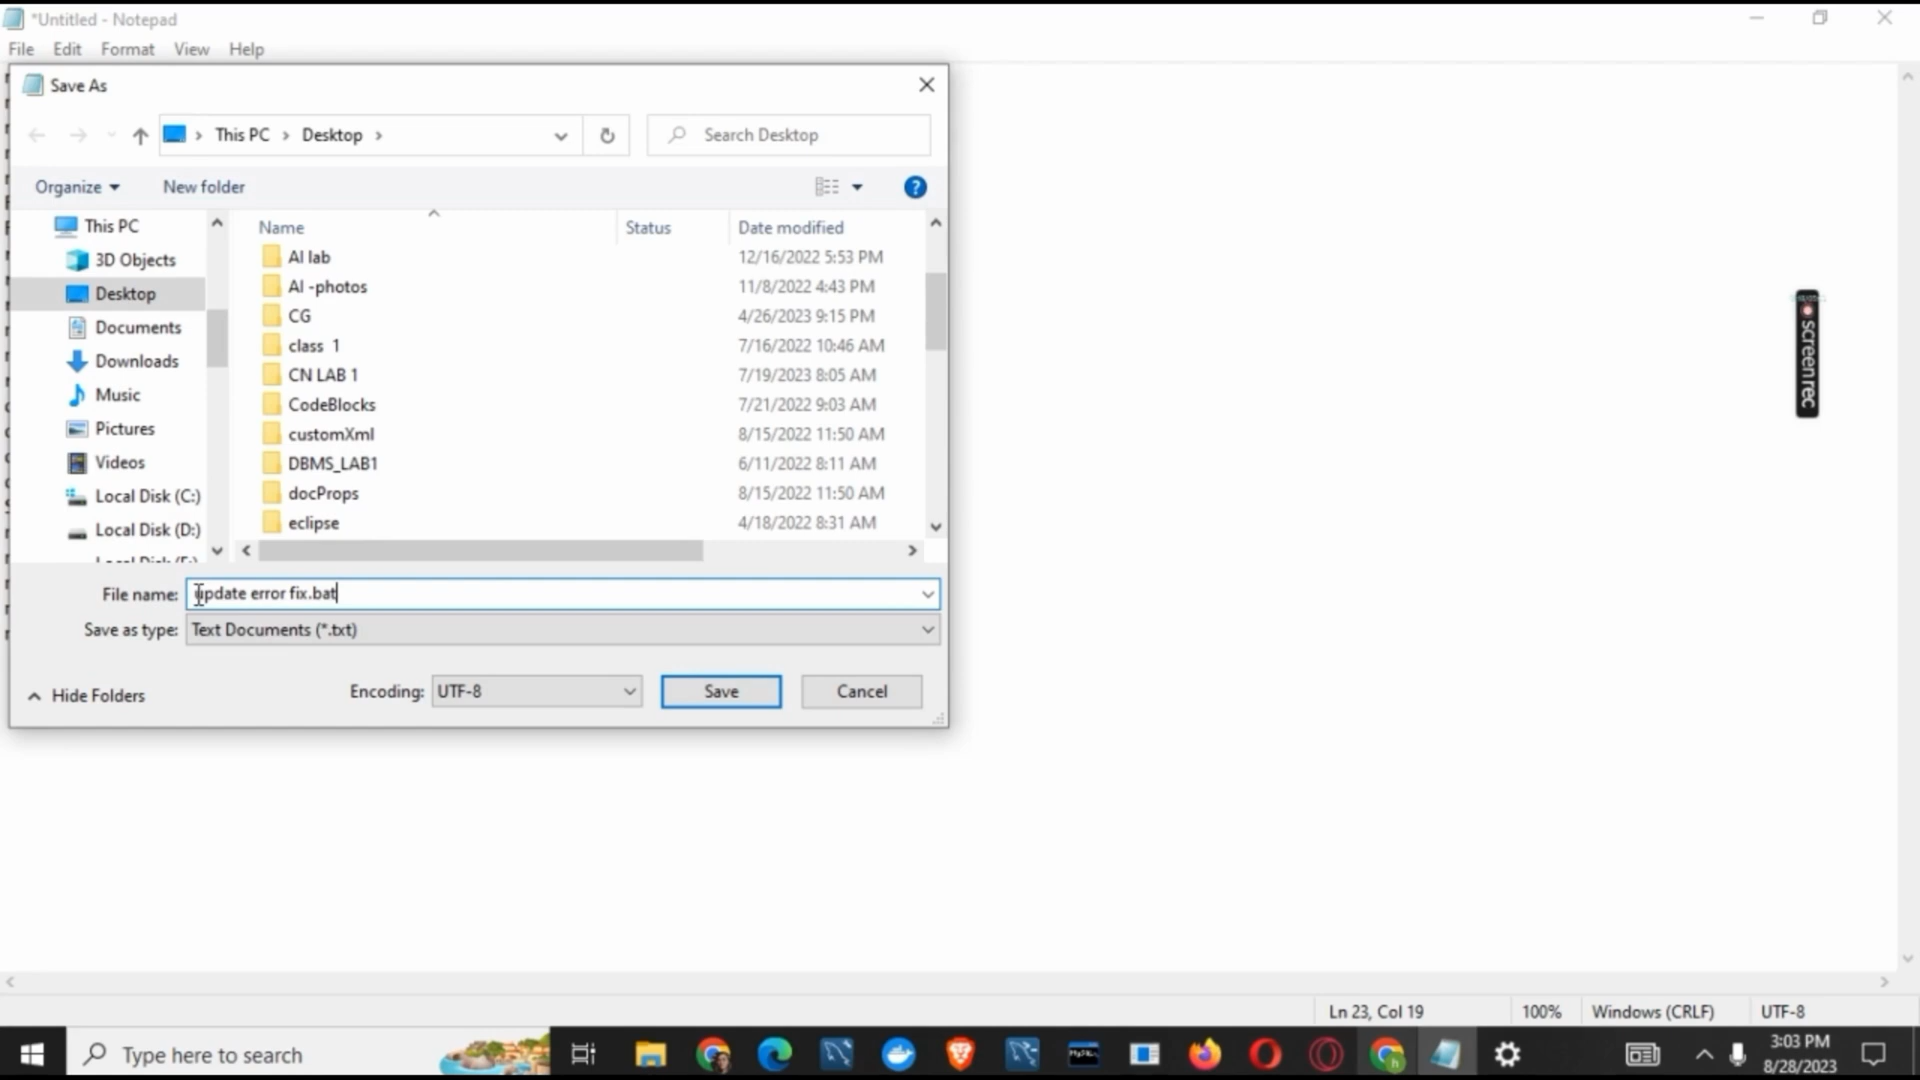 *Untitled - Notepad
File Edit Format View Help
Save As
This PC > Desktop >
Search Desktop
Organize New folder
?
Name Status Date modified
This PC
3D Objects
Desktop
Documents
Downloads
Music
Pictures
Videos
Local Disk (C:)
Local Disk (D:)
AI lab 12/16/2022 5:53 PM
AI -photos 11/8/2022 4:43 PM
CG 4/26/2023 9:15 PM
class 1 7/16/2022 10:46 AM
CN LAB 1 7/19/2023 8:05 AM
CodeBlocks 7/21/2022 9:03 AM
customXml 8/15/2022 11:50 AM
DBMS_LAB1 6/11/2022 8:11 AM
docProps 8/15/2022 11:50 AM
eclipse 4/18/2022 8:31 AM
File name: update error fix.bat
Save as type: Text Documents (*.txt)
Hide Folders Encoding: UTF-8 Save Cancel
screenrec
Ln 23, Col 19 100% Windows (CRLF) UTF-8
Type here to search
3:03 PM
8/28/2023